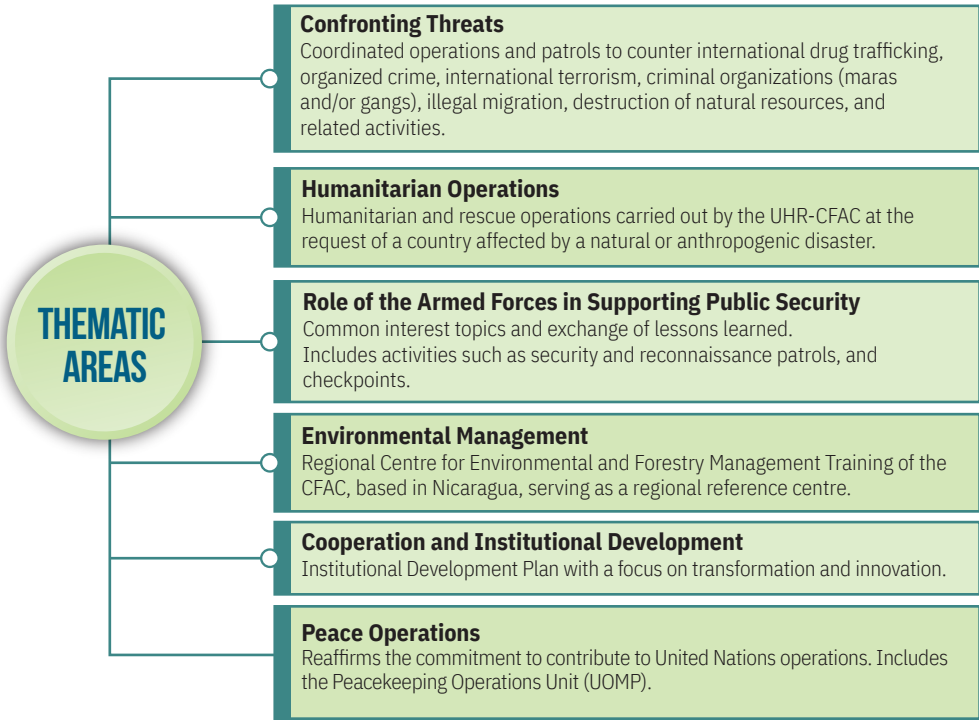 THEMATIC
AREAS
Confronting Threats
Coordinated operations and patrols to counter international drug trafficking,
organized crime, international terrorism, criminal organizations (maras
and/or gangs), illegal migration, destruction of natural resources, and
related activities.
Humanitarian Operations
Humanitarian and rescue operations carried out by the UHR-CFAC at the
request of a country affected by a natural or anthropogenic disaster.
Role of the Armed Forces in Supporting Public Security
Common interest topics and exchange of lessons learned.
Includes activities such as security and reconnaissance patrols, and
checkpoints.
Environmental Management
Regional Centre for Environmental and Forestry Management Training of the
CFAC, based in Nicaragua, serving as a regional reference centre.
Cooperation and Institutional Development
Institutional Development Plan with a focus on transformation and innovation.
Peace Operations
Reaffirms the commitment to contribute to United Nations operations. Includes
the Peacekeeping Operations Unit (UOMP).